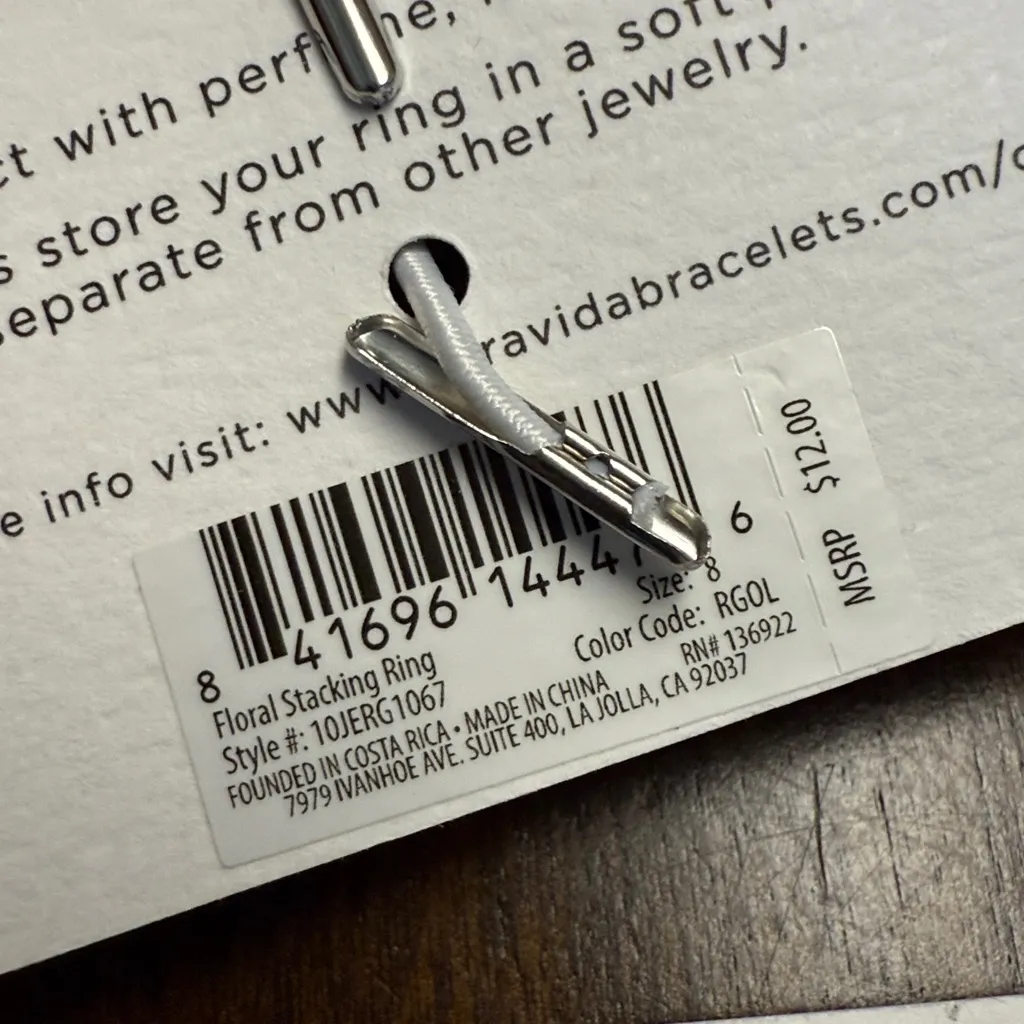 ct with perf ne,
s store your ring in a soft
separate from other jewelry.
e info visit: www ravidabracelets.com/
8 41696 1444 6
Floral Stacking Ring
Size: 8
Style #: 10JERG1067
Color Code: RGOL
FOUNDED IN COSTA RICA • MADE IN CHINA
RN# 136922
7979 IVANHOE AVE. SUITE 400, LA JOLLA, CA 92037
MSRP $12.00